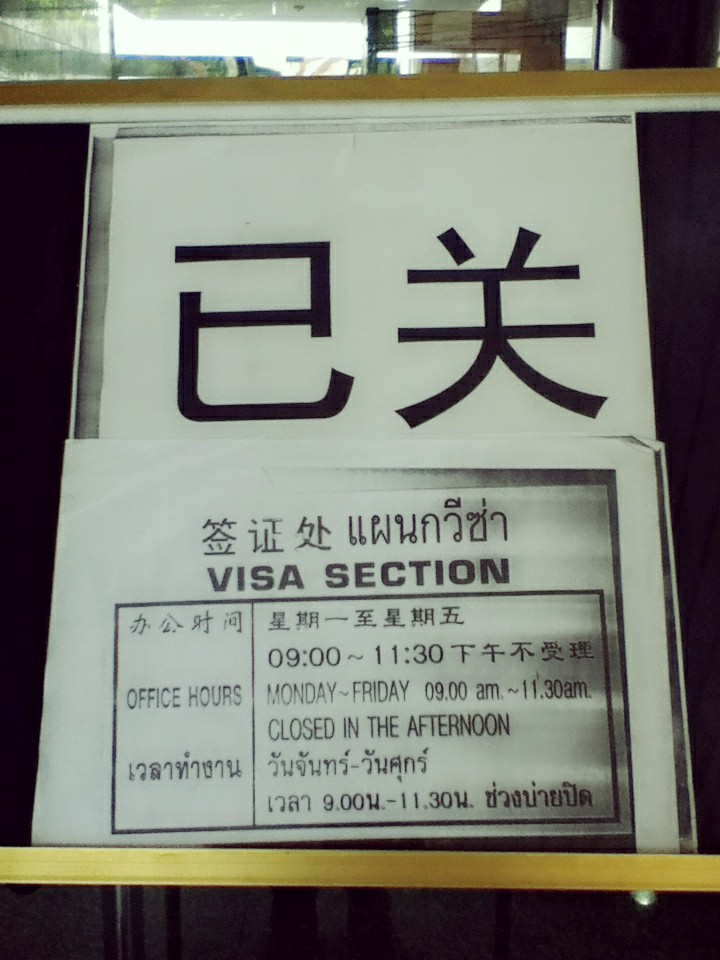 已关
签证处 แผนกวีซ่า
VISA SECTION
办公时间 星期一至星期五
09:00～11:30下午不受理
OFFICE HOURS MONDAY~FRIDAY 09.00 am.~11.30am.
CLOSED IN THE AFTERNOON
เวลาทำงาน วันจันทร์-วันศุกร์
เวลา 9.00น.-11.30น. ช่วงบ่ายปิด